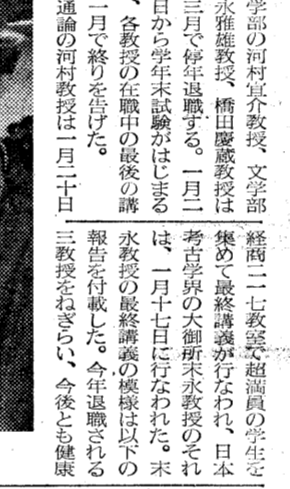 学部の河村宜介教授、文学部
永雅雄教授、橋田慶蔵教授は
三月で停年退職する。一月二
日から学年末試験がはじまる
、各教授の在職中の最後の講
一月で終りを告げた。
通論の河村教授は一月二十日
経商二一七教室で超満員の学生を
集めて最終講義が行なわれ、日本
考古学界の大御所末永教授のそれ
は、一月十七日に行なわれた。末
永教授の最終講義の模様は以下の
報告を付載した。今年退職される
三教授をねぎらい、今後とも健康